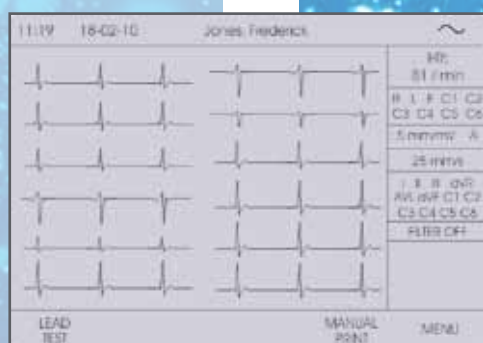 11:19 18-02-10 Jones, Frederick
HR:
81 / min
R L F C1 C2
C3 C4 C5 C6
5 mm/mV A
25 mm/s
I II III aVR
AVL aVF C1 C2
C3 C4 C5 C6
FILTER OFF
LEAD
TEST
MANUAL
PRINT
MENU